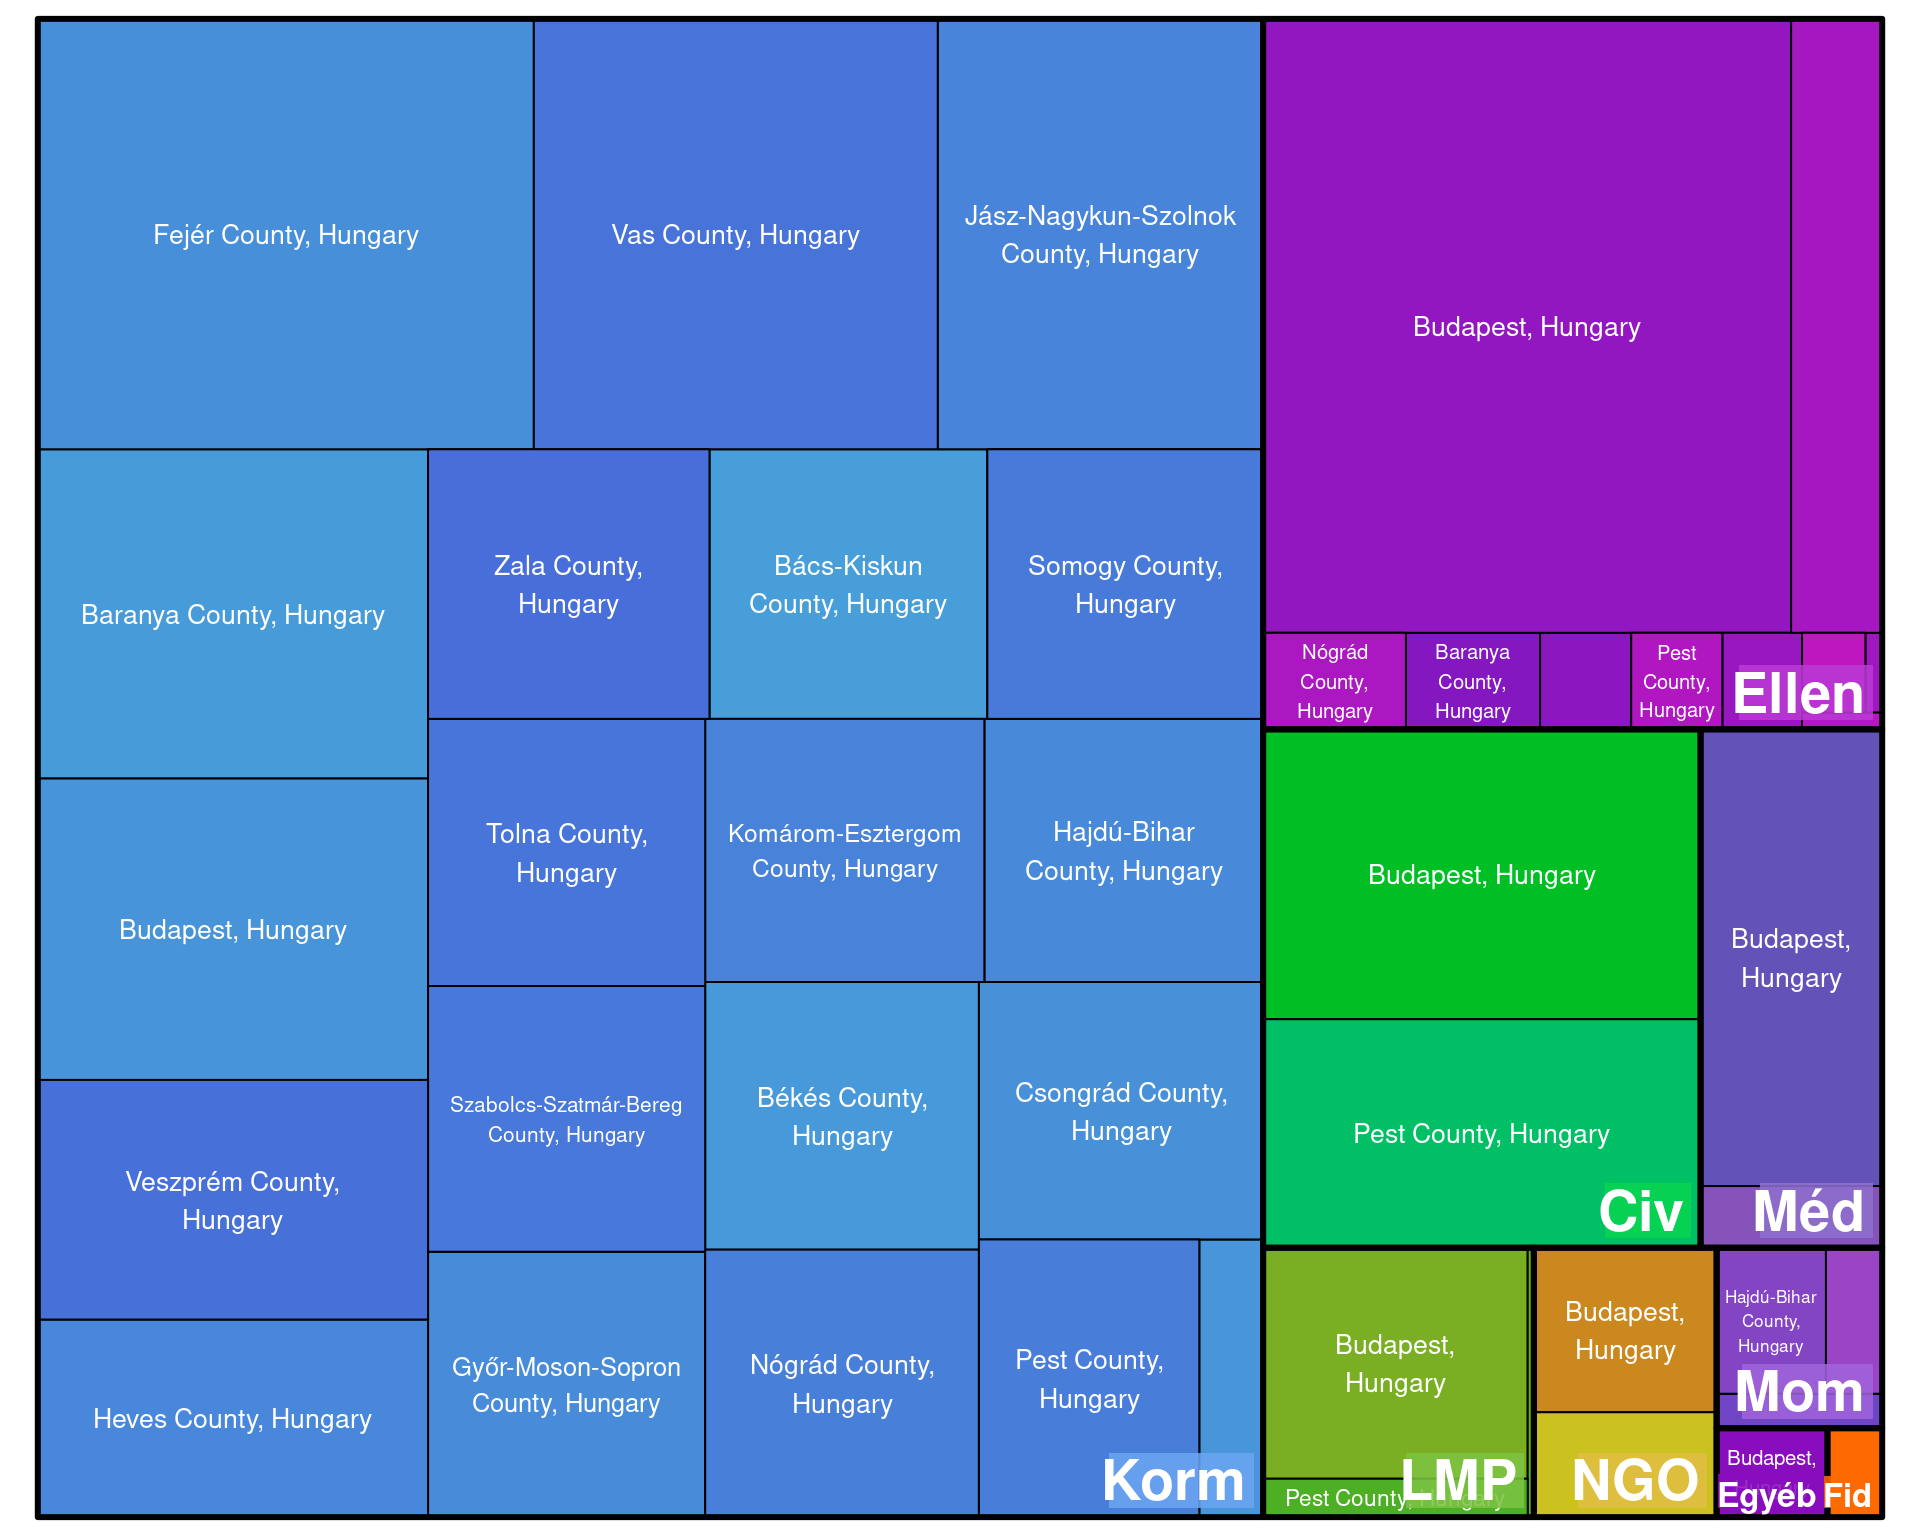 Fejér County, Hungary
Vas County, Hungary
Jász-Nagykun-Szolnok
County, Hungary
Baranya County, Hungary
Zala County,
Hungary
Bács-Kiskun
County, Hungary
Somogy County,
Hungary
Budapest, Hungary
Tolna County,
Hungary
Komárom-Esztergom
County, Hungary
Hajdú-Bihar
County, Hungary
Veszprém County,
Hungary
Szabolcs-Szatmár-Bereg
County, Hungary
Békés County,
Hungary
Csongrád County,
Hungary
Heves County, Hungary
Győr-Moson-Sopron
County, Hungary
Nógrád County,
Hungary
Pest County,
Hungary
Korm
Budapest, Hungary
Nógrád
County,
Hungary
Baranya
County,
Hungary
Pest
County,
Hungary
Ellen
Budapest, Hungary
Pest County, Hungary
Civ
Budapest,
Hungary
Méd
Budapest,
Hungary
Pest County, Hungary
LMP
Budapest,
Hungary
NGO
Hajdú-Bihar
County,
Hungary
Mom
Budapest,
Egyéb
Fid